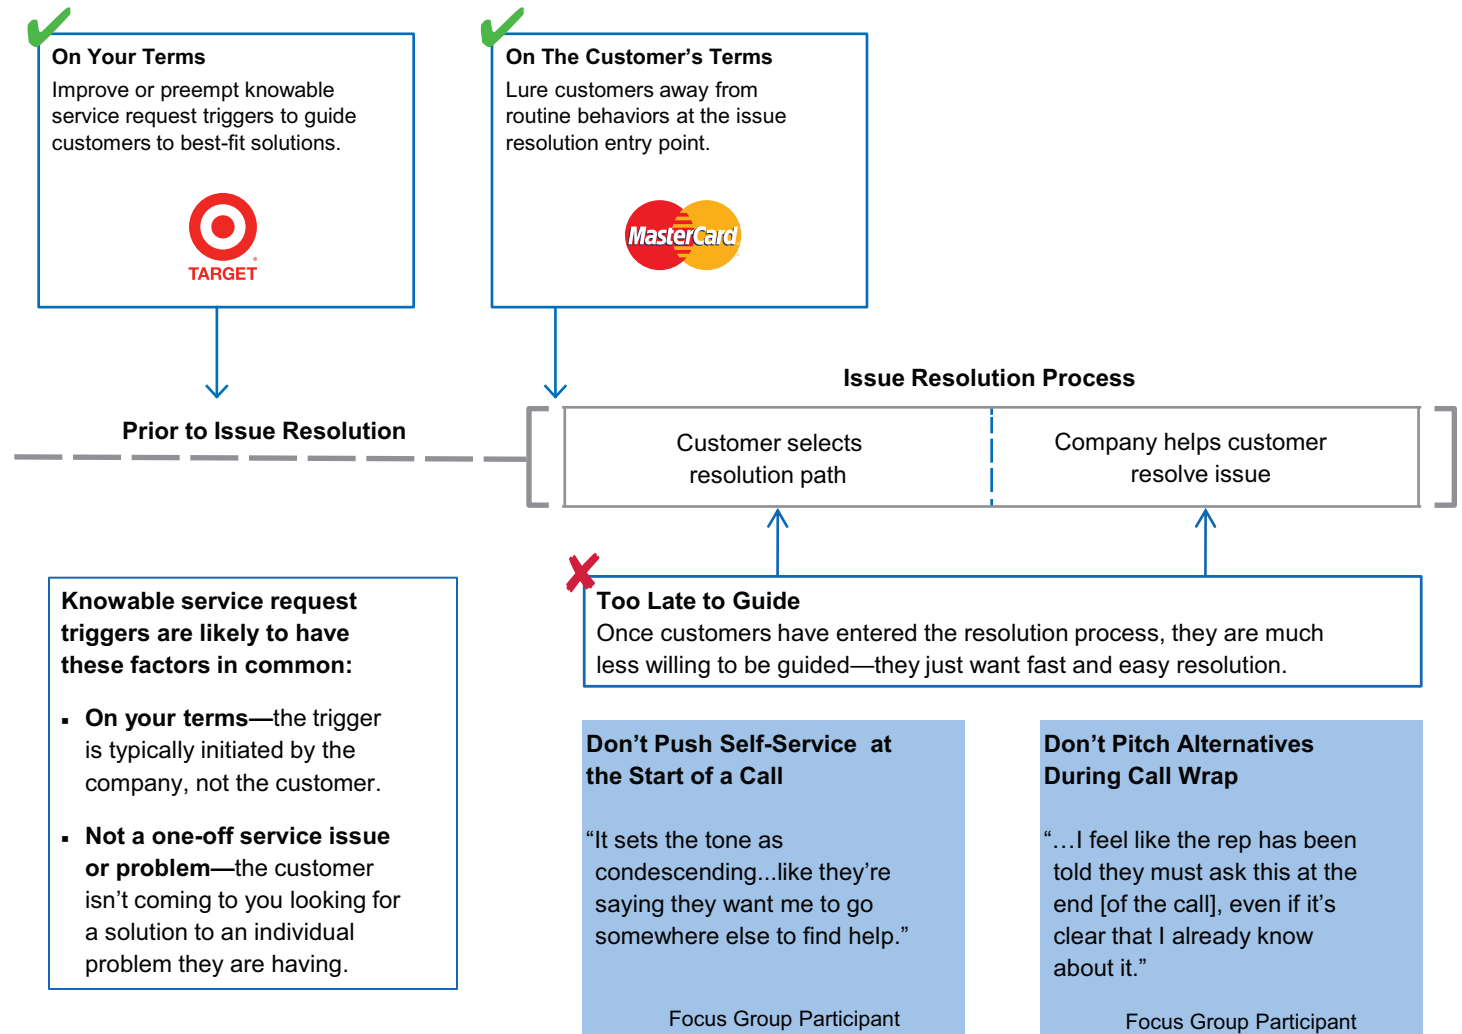 On Your Terms
Improve or preempt knowable
service request triggers to guide
customers to best-fit solutions.
TARGET
On The Customer’s Terms
Lure customers away from
routine behaviors at the issue
resolution entry point.
MasterCard
Issue Resolution Process
Prior to Issue Resolution
Customer selects
resolution path
Company helps customer
resolve issue
Knowable service request
triggers are likely to have
these factors in common:
▪ On your terms—the trigger
is typically initiated by the
company, not the customer.
▪ Not a one-off service issue
or problem—the customer
isn’t coming to you looking for
a solution to an individual
problem they are having.
Too Late to Guide
Once customers have entered the resolution process, they are much
less willing to be guided—they just want fast and easy resolution.
Don’t Push Self-Service at
the Start of a Call
“It sets the tone as
condescending...like they’re
saying they want me to go
somewhere else to find help.”
Focus Group Participant
Don’t Pitch Alternatives
During Call Wrap
“…I feel like the rep has been
told they must ask this at the
end [of the call], even if it’s
clear that I already know
about it.”
Focus Group Participant